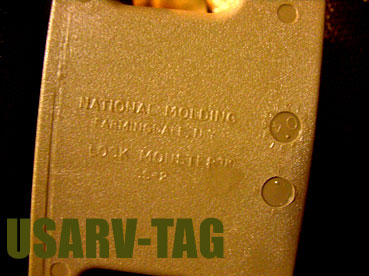 NATIONAL MOLDING
FARMINGDALE, N.Y.
LOCK MONSTER
USARV-TAG